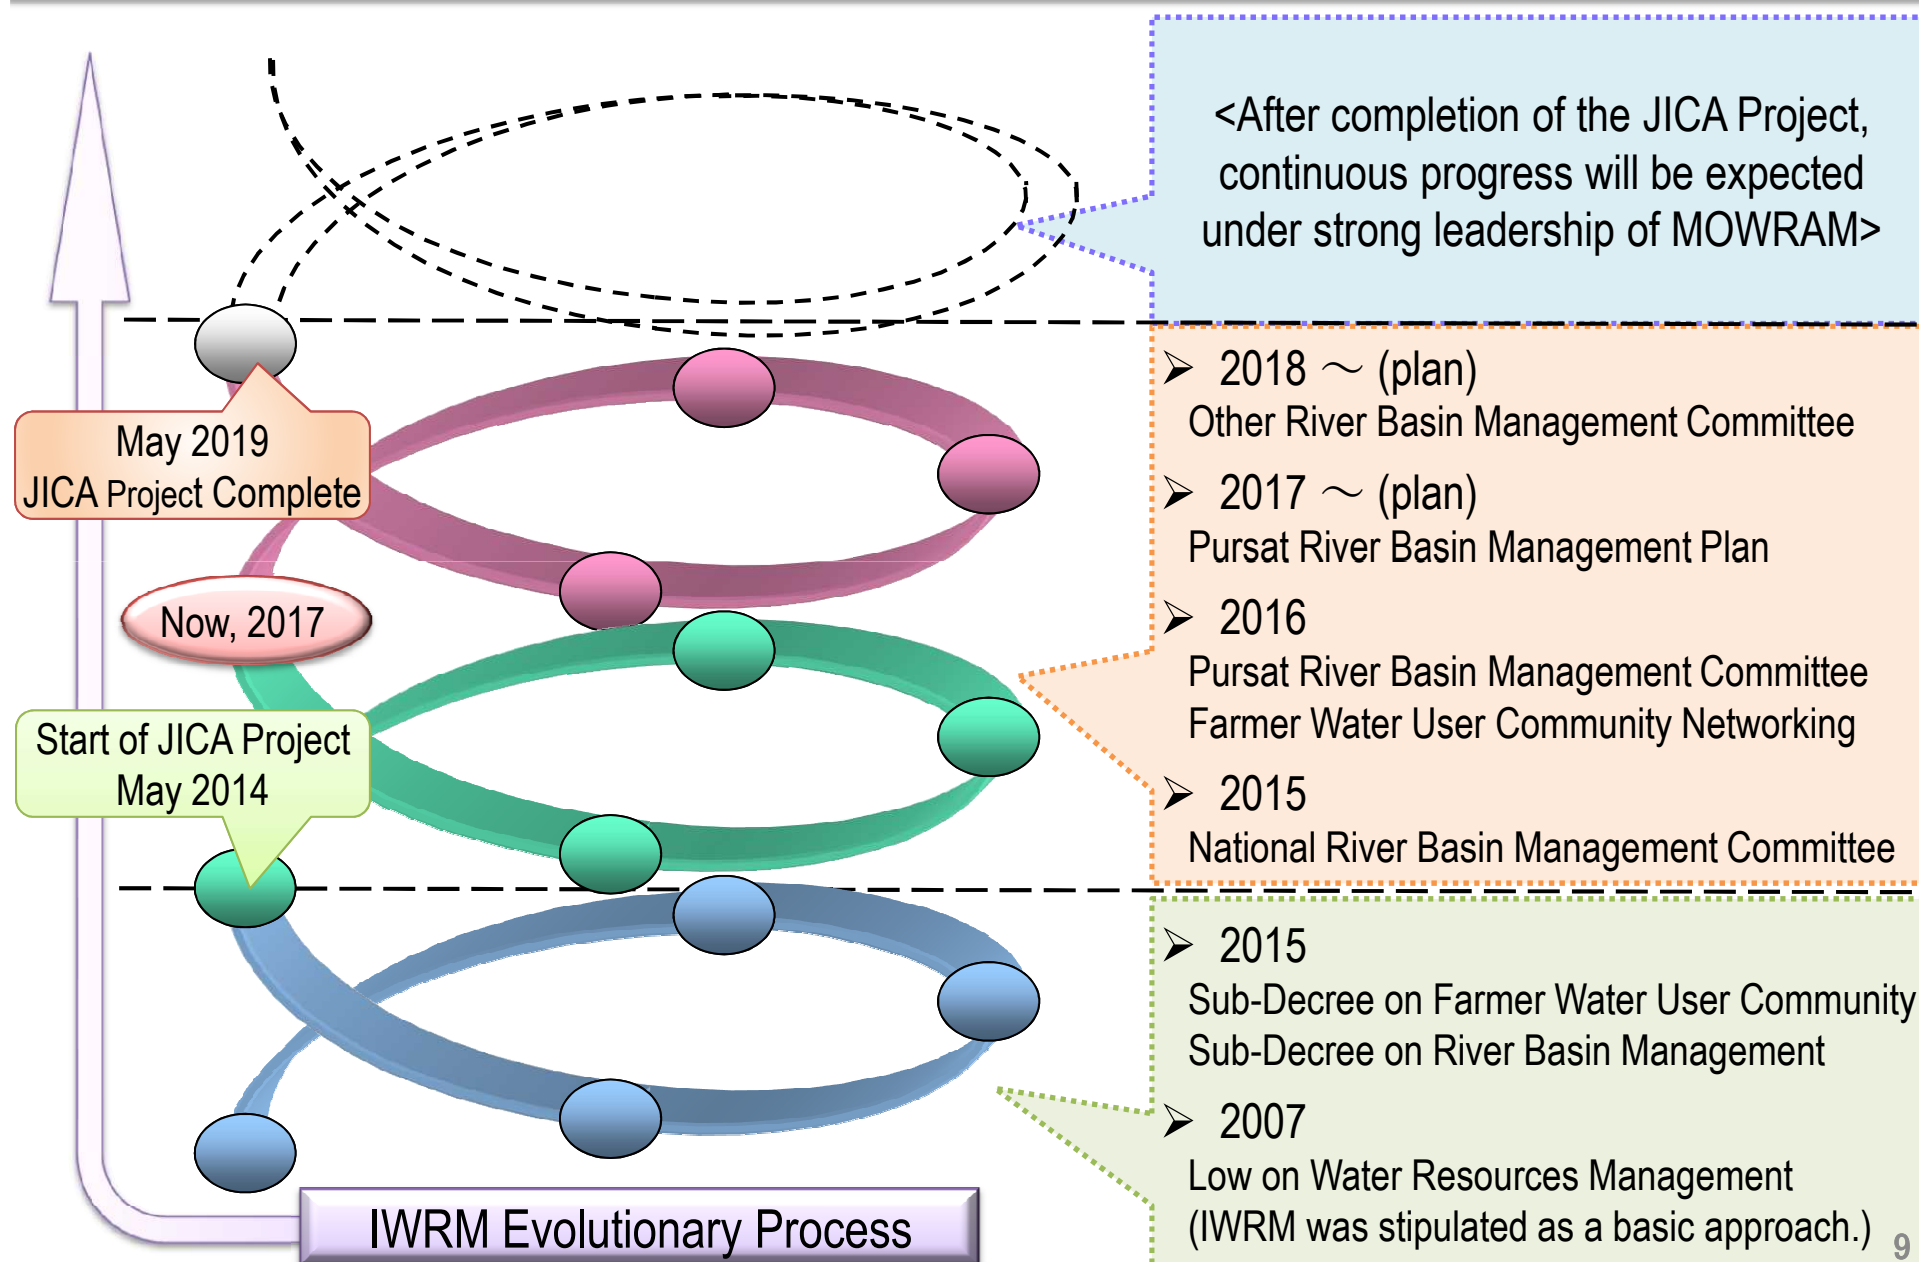 <After completion of the JICA Project,
continuous progress will be expected
under strong leadership of MOWRAM>
➢ 2018 ～ (plan)
Other River Basin Management Committee
➢ 2017 ～ (plan)
Pursat River Basin Management Plan
➢ 2016
Pursat River Basin Management Committee
Farmer Water User Community Networking
➢ 2015
National River Basin Management Committee
➢ 2015
Sub-Decree on Farmer Water User Community
Sub-Decree on River Basin Management
➢ 2007
Low on Water Resources Management
(IWRM was stipulated as a basic approach.)
May 2019
JICA Project Complete
Now, 2017
Start of JICA Project
May 2014
IWRM Evolutionary Process
9